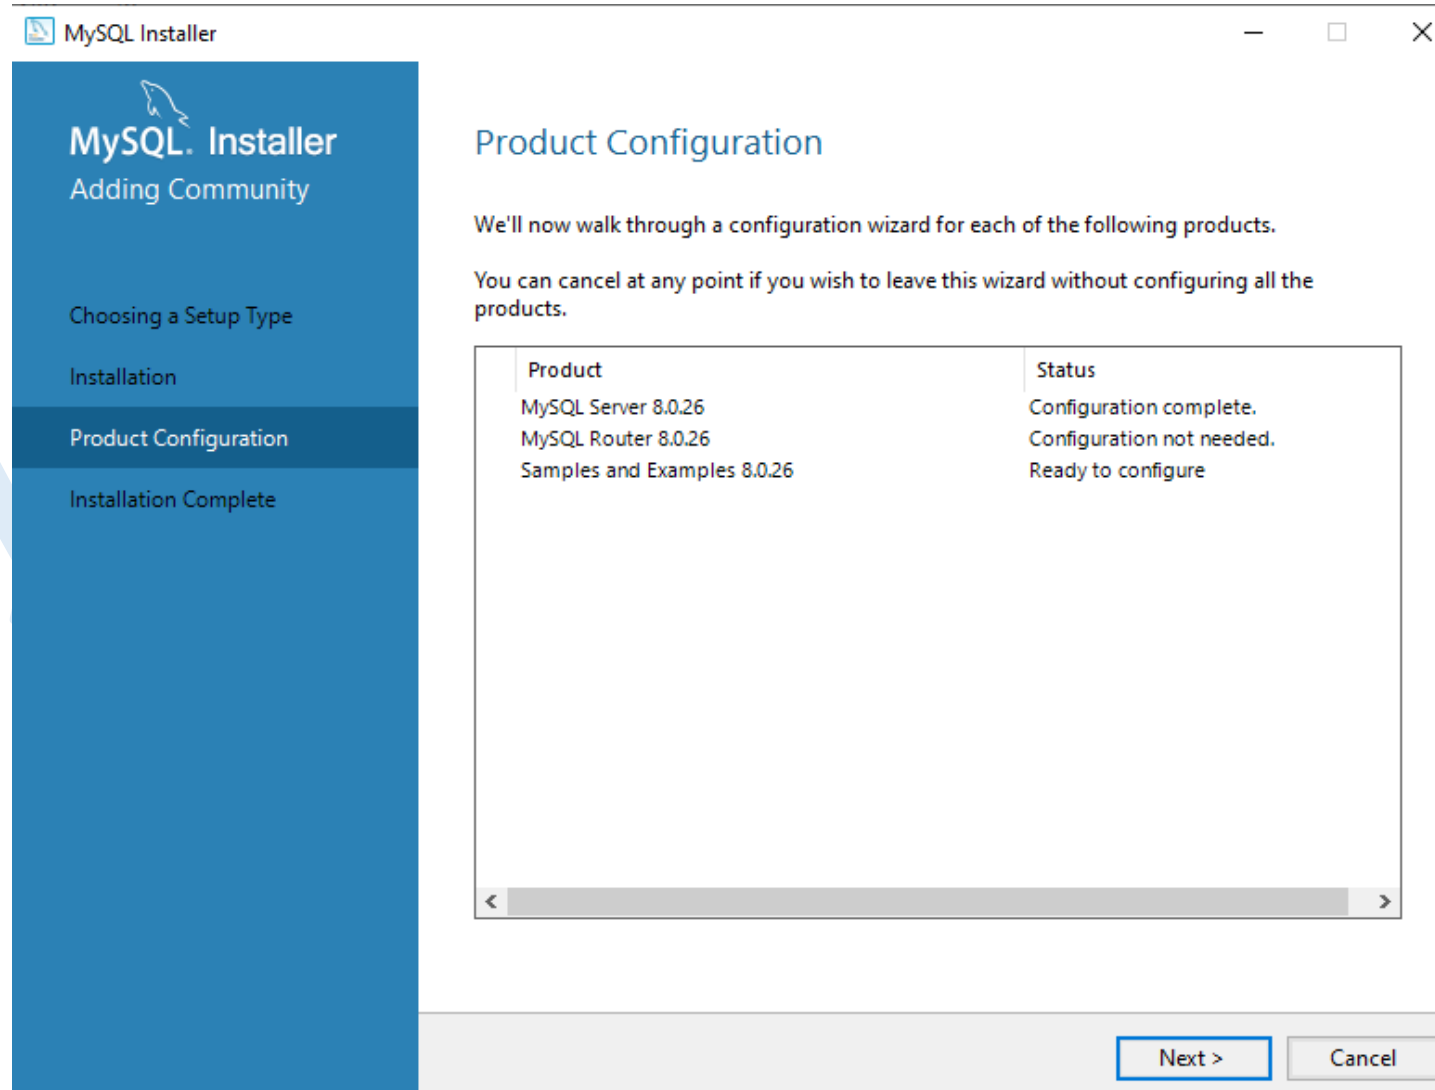 MySQL Installer
MySQL. Installer
Adding Community
Choosing a Setup Type
Installation
Product Configuration
Installation Complete
Product Configuration
We'll now walk through a configuration wizard for each of the following products.
You can cancel at any point if you wish to leave this wizard without configuring all the
products.
Product Status
MySQL Server 8.0.26 Configuration complete.
MySQL Router 8.0.26 Configuration not needed.
Samples and Examples 8.0.26 Ready to configure
Next > Cancel